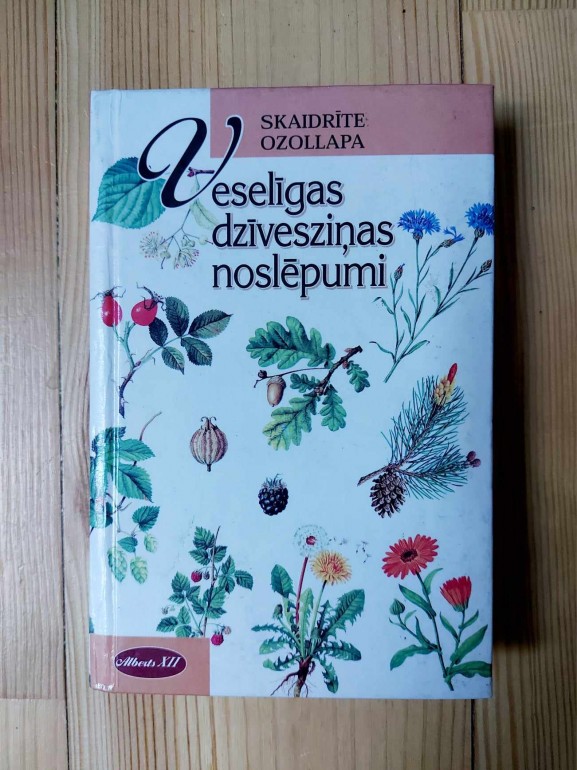 SKAIDRĪTE
OZOLLAPA
Veselīgas
dzīvesziņas
noslēpumi
Alberts XII